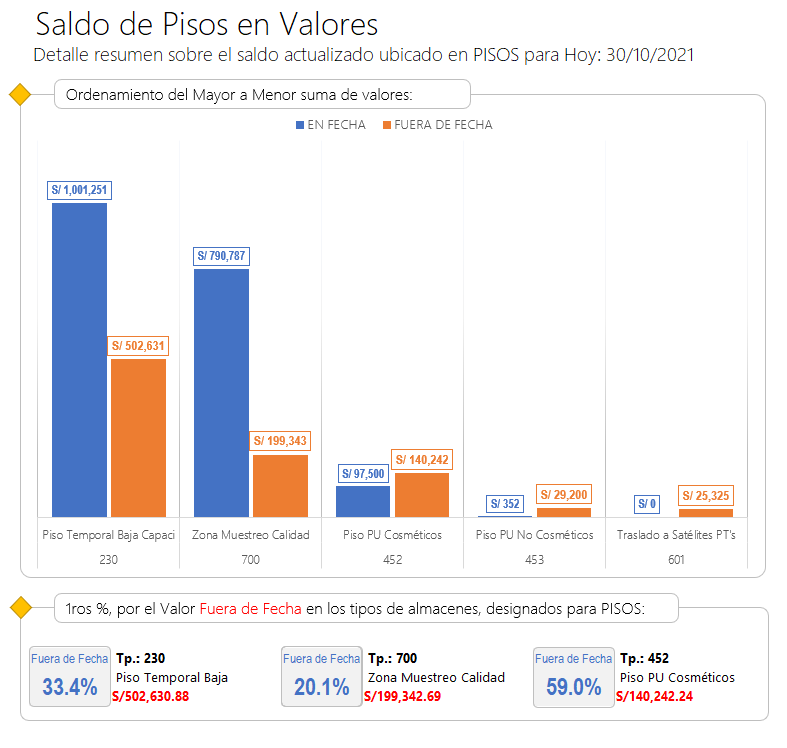 Saldo de Pisos en Valores
Detalle resumen sobre el saldo actualizado ubicado en PISOS para Hoy: 30/10/2021
Ordenamiento del Mayor a Menor suma de valores:
EN FECHA FUERA DE FECHA
S/ 1,001,251
S/ 790,787
S/ 502,631
S/ 199,343
S/ 140,242
S/ 97,500
S/ 352
S/ 29,200
S/ 0
S/ 25,325
Piso Temporal Baja Capaci Zona Muestreo Calidad Piso PU Cosméticos Piso PU No Cosméticos Traslado a Satélites PT's
230 700 452 453 601
1ros %, por el Valor Fuera de Fecha en los tipos de almacenes, designados para PISOS:
Fuera de Fecha
33.4%
Tp.: 230
Piso Temporal Baja
S/502,630.88
Fuera de Fecha
20.1%
Tp.: 700
Zona Muestreo Calidad
S/199,342.69
Fuera de Fecha
59.0%
Tp.: 452
Piso PU Cosméticos
S/140,242.24